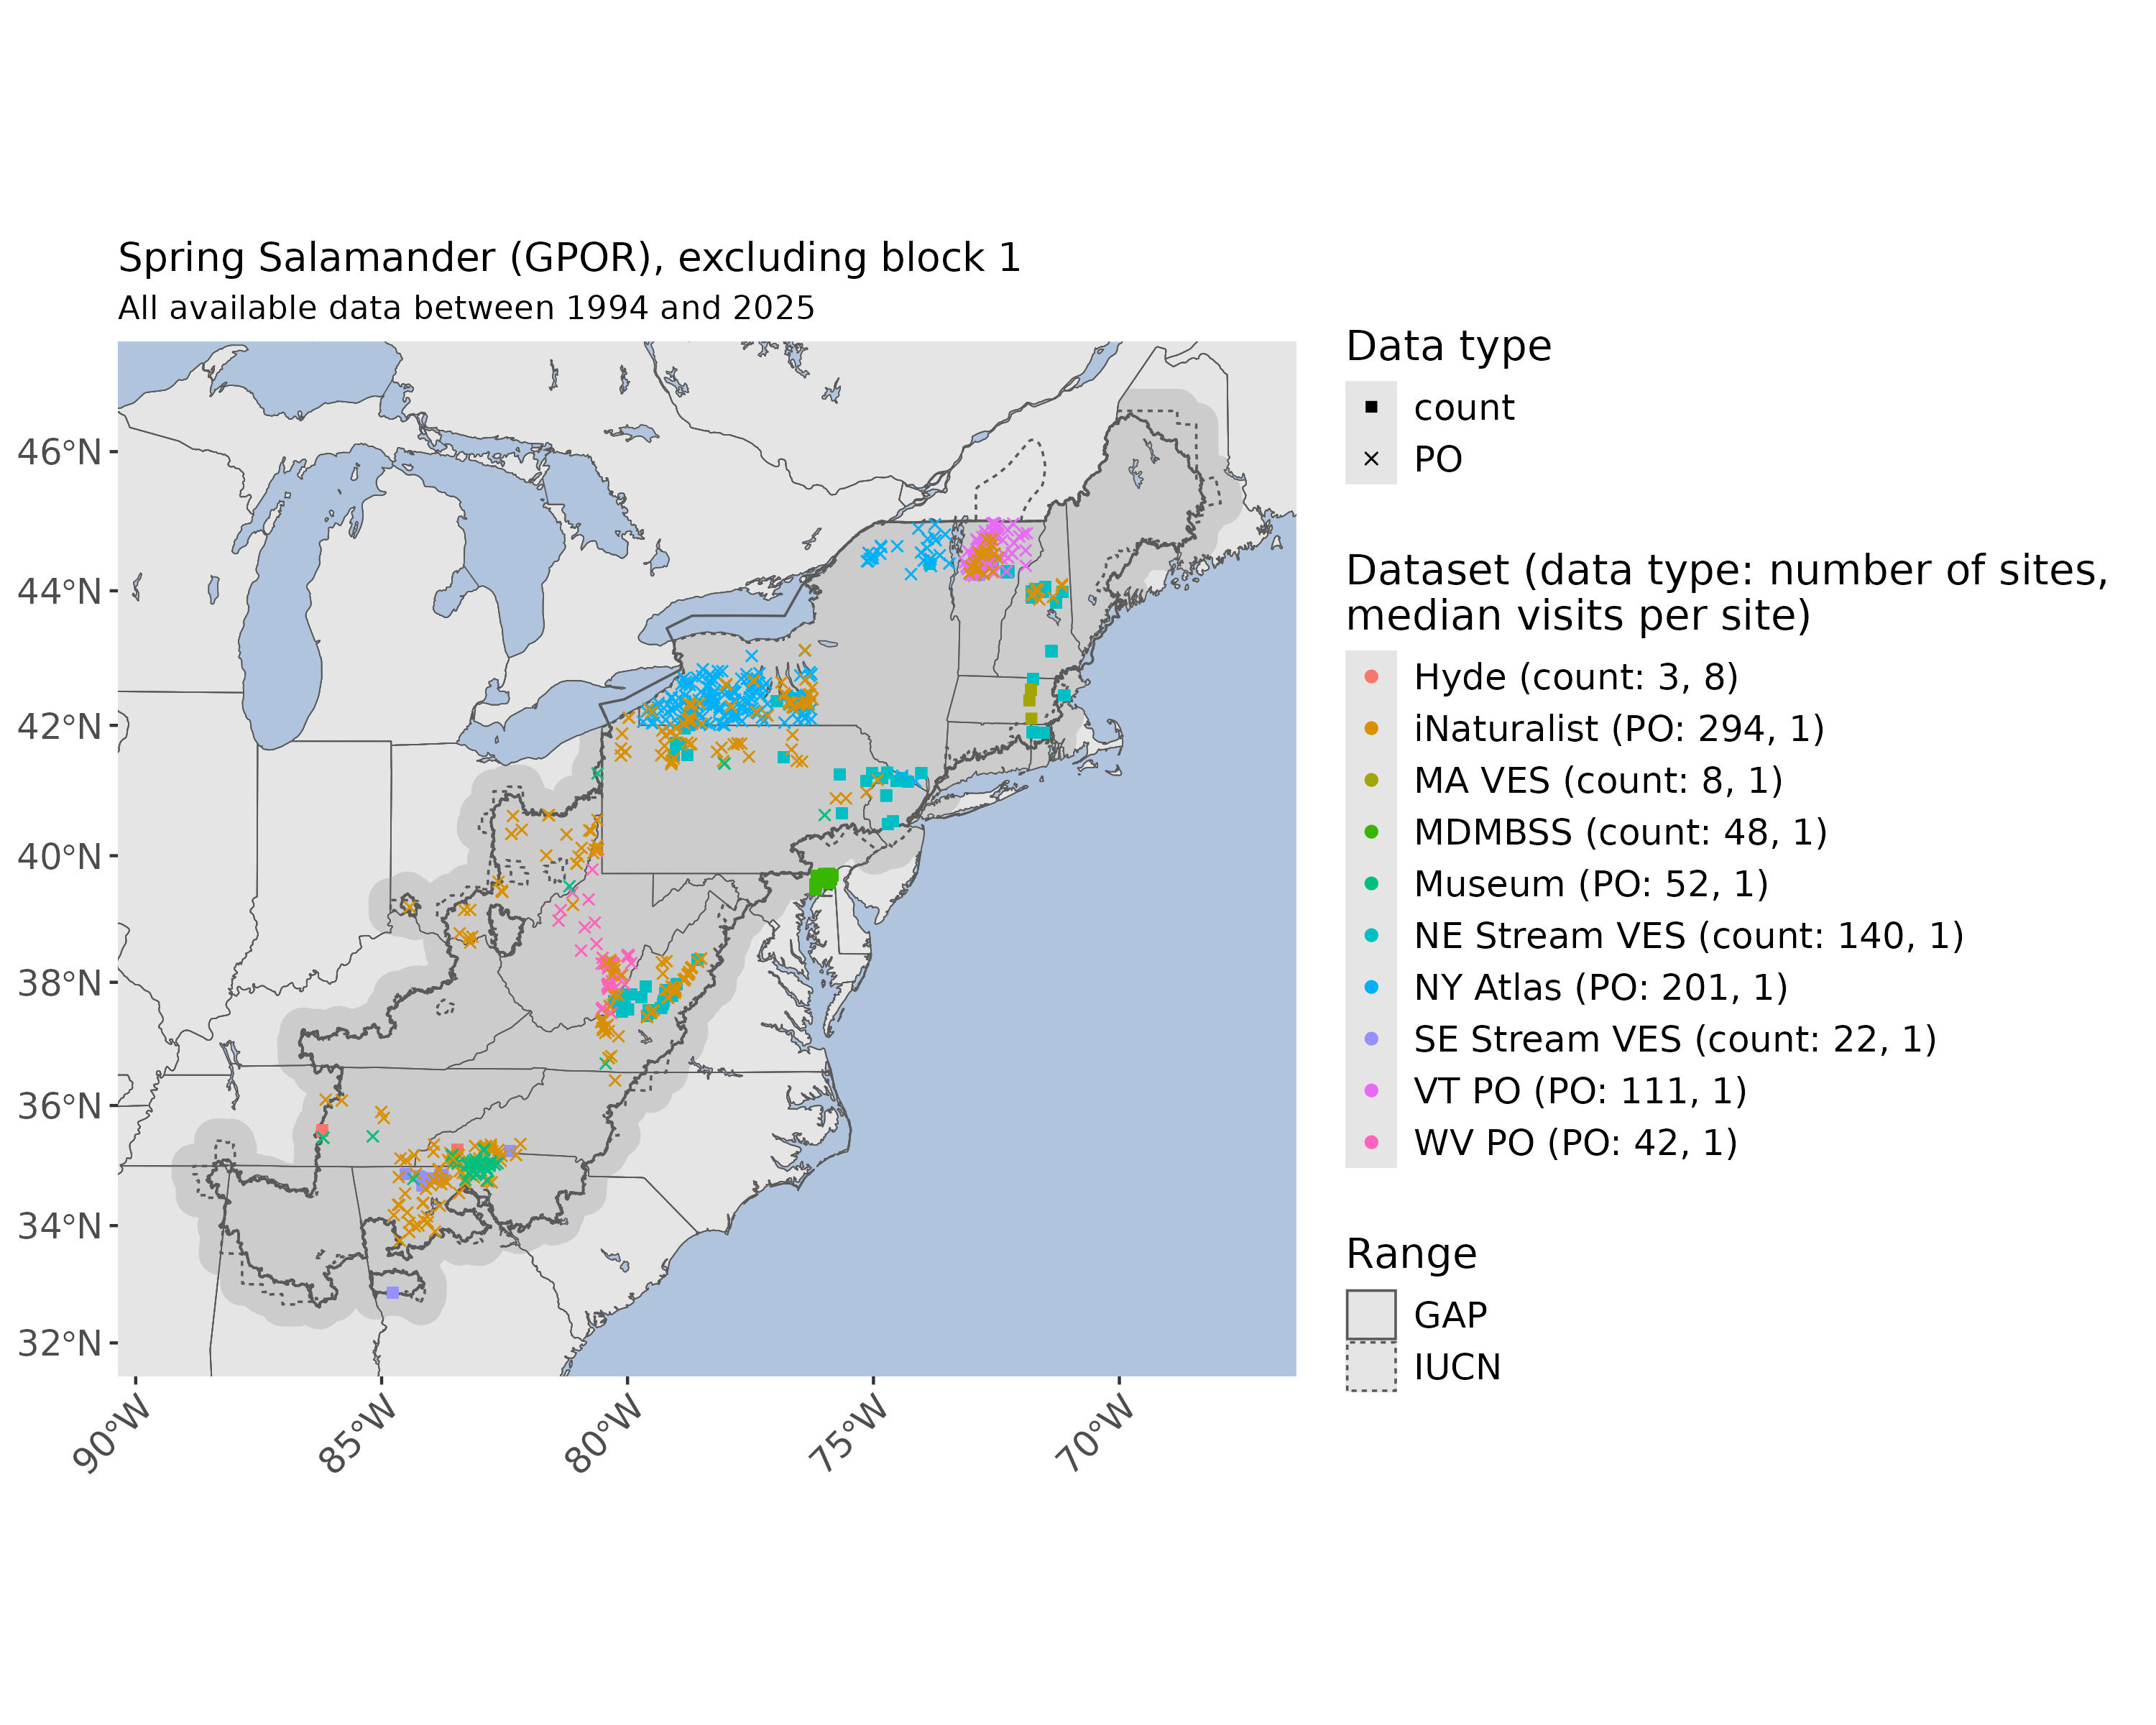 Spring Salamander (GPOR), excluding block 1
All available data between 1994 and 2025
46°N
44°N
42°N
40°N
38°N
36°N
34°N
32°N
90°W
85°W
80°W
75°W
70°W
Data type
count
PO
Dataset (data type: number of sites,
median visits per site)
Hyde (count: 3, 8)
iNaturalist (PO: 294, 1)
MA VES (count: 8, 1)
MDMBSS (count: 48, 1)
Museum (PO: 52, 1)
NE Stream VES (count: 140, 1)
NY Atlas (PO: 201, 1)
SE Stream VES (count: 22, 1)
VT PO (PO: 111, 1)
WV PO (PO: 42, 1)
Range
GAP
IUCN